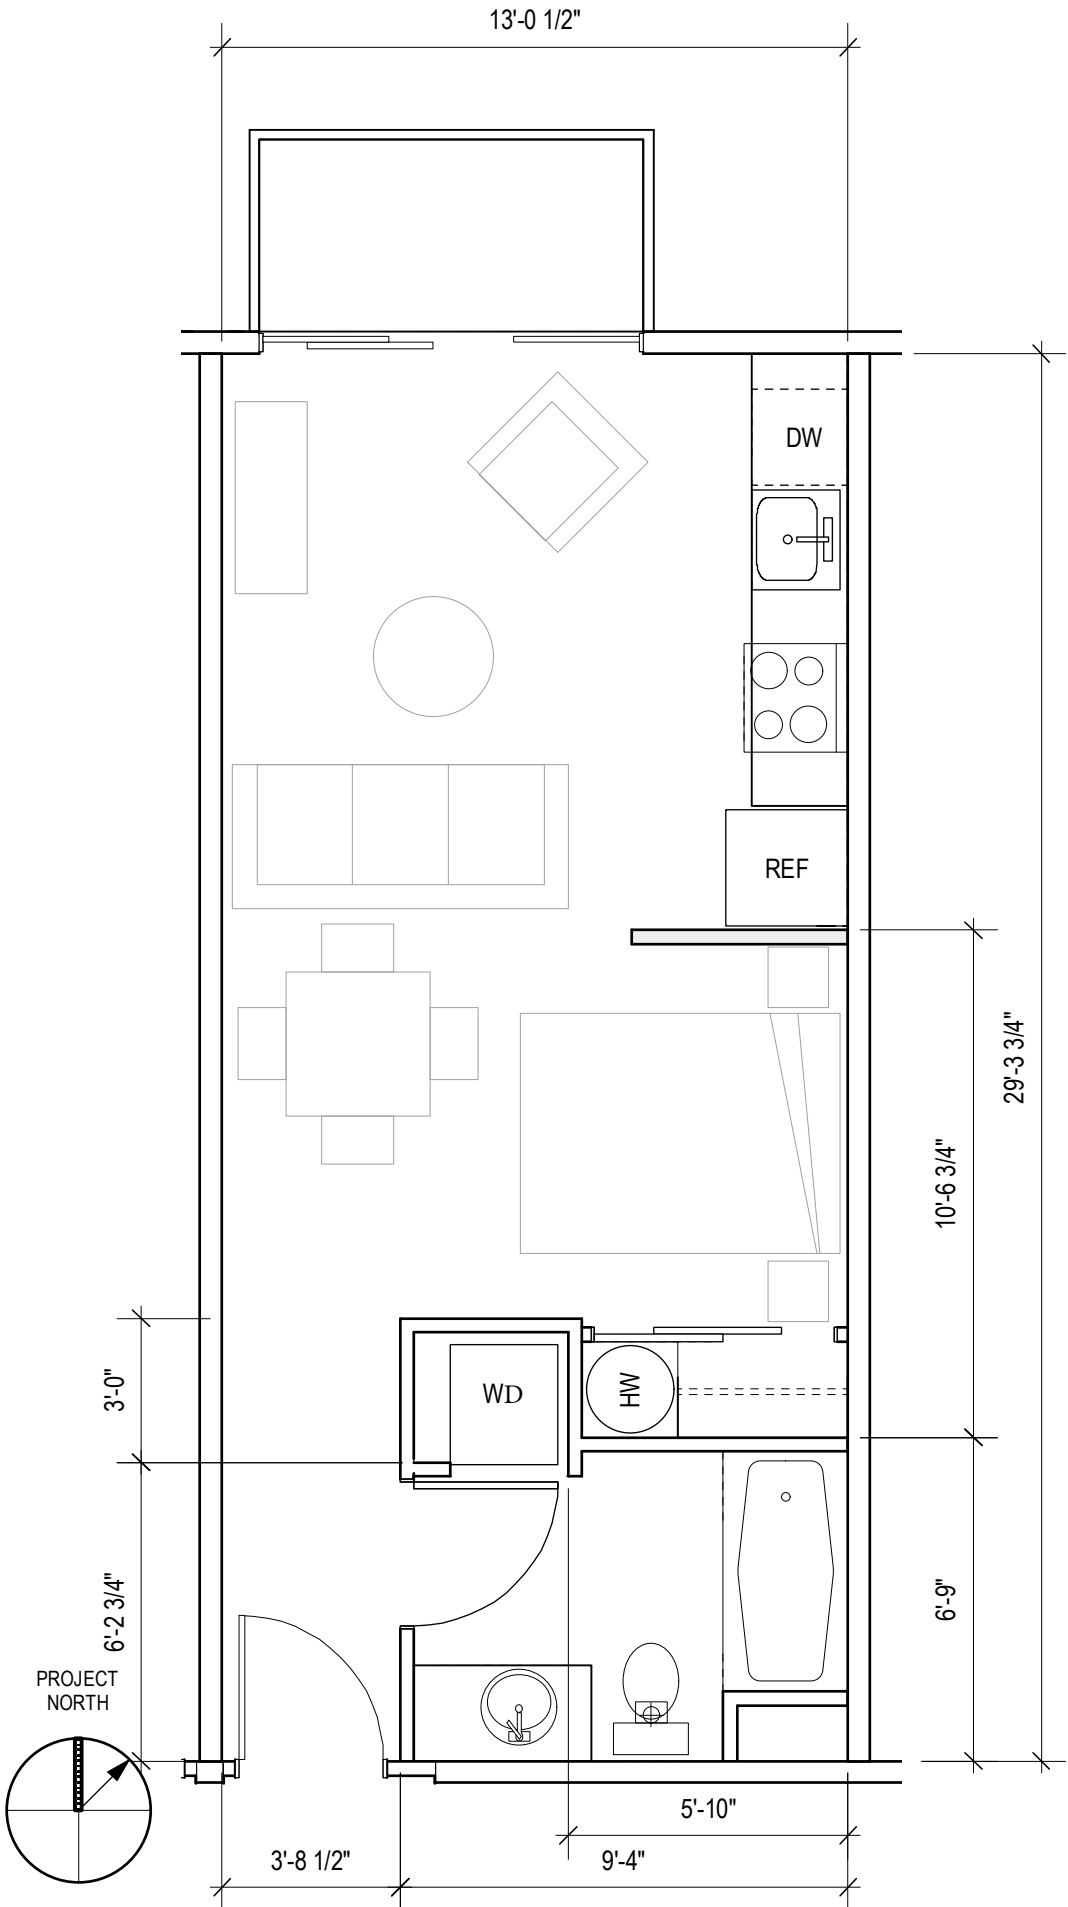 13'-0 1/2"
DW
REF
29'-3 3/4"
10'-6 3/4"
3'-0"
WD
HW
6'-2 3/4"
6'-9"
PROJECT
NORTH
5'-10"
3'-8 1/2"
9'-4"